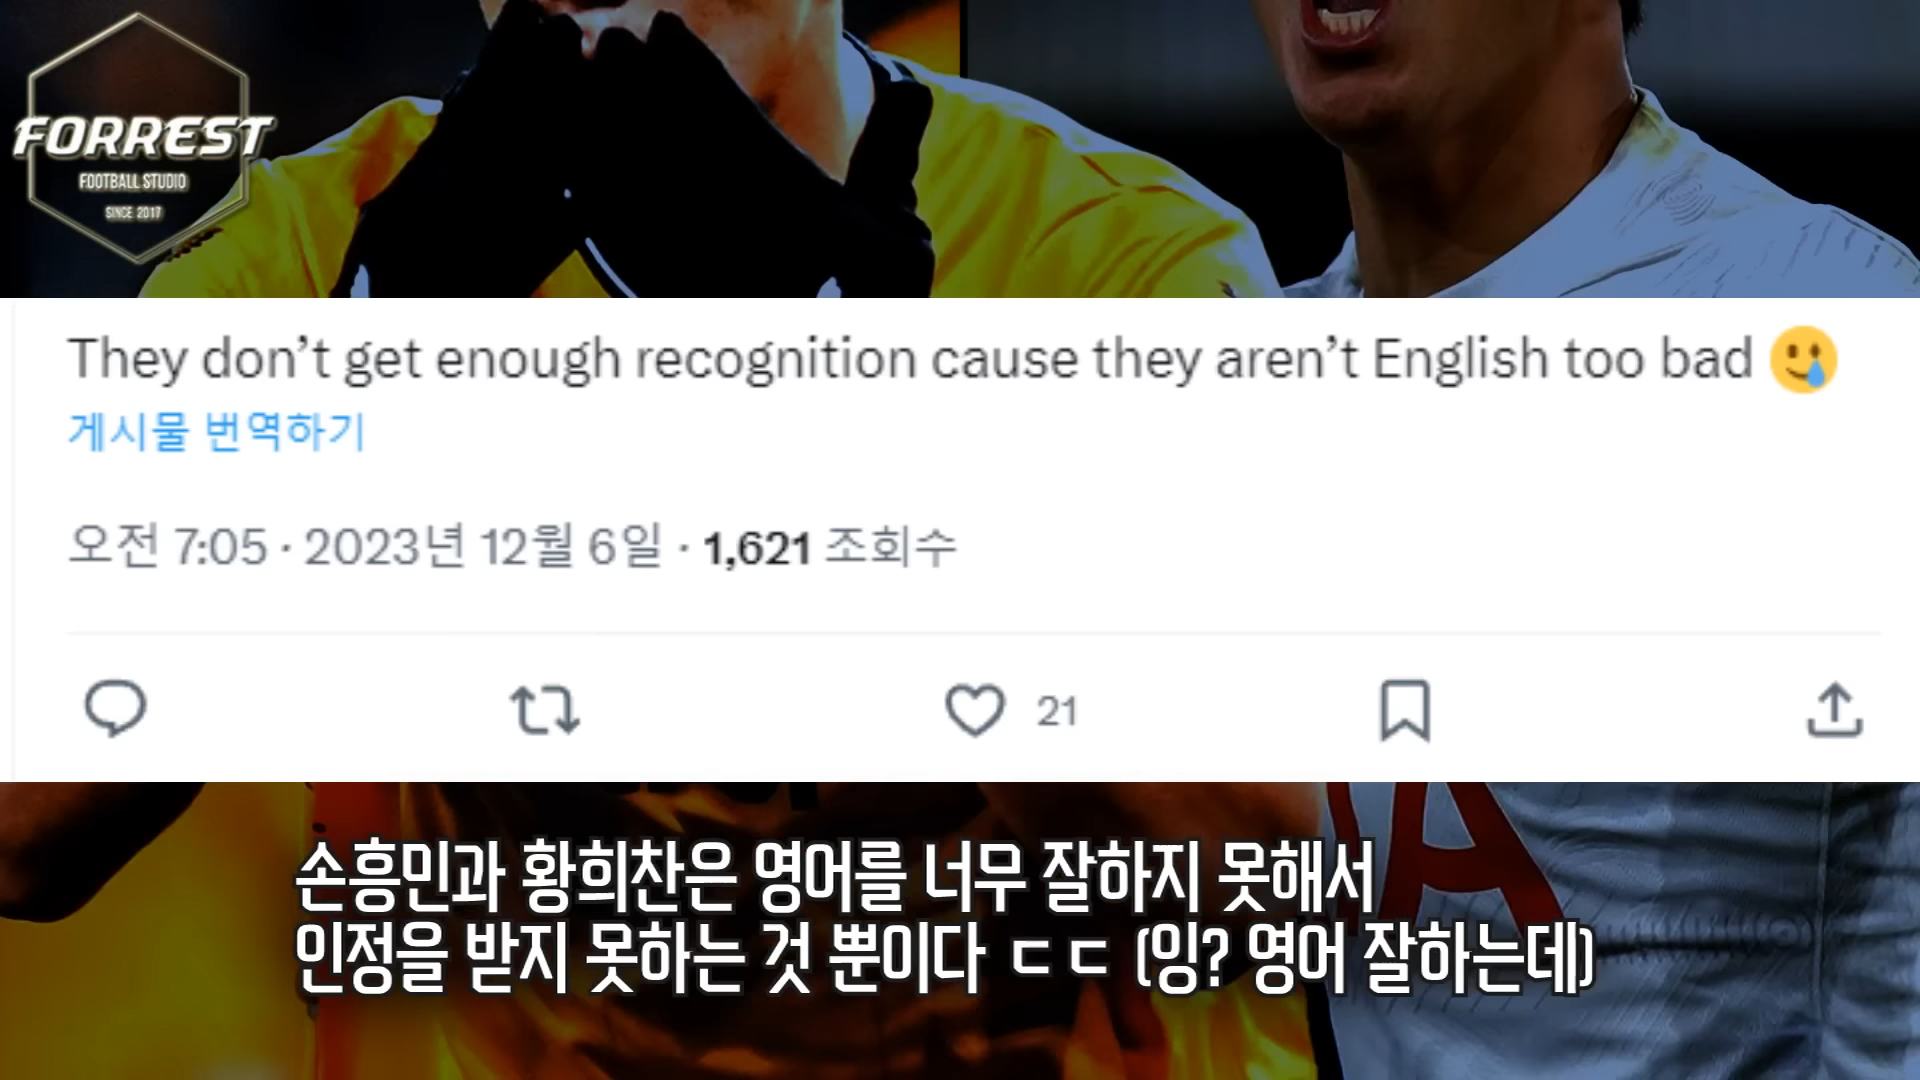 FORREST
FOOTBALL STUDIO
SINCE 2017
They don’t get enough recognition cause they aren’t English too bad 🥲
게시물 번역하기
오전 7:05 · 2023년 12월 6일 · 1,621 조회수
21
손흥민과 황희찬은 영어를 너무 잘하지 못해서
인정을 받지 못하는 것 뿐이다 ㄷㄷ (잉? 영어 잘하는데)